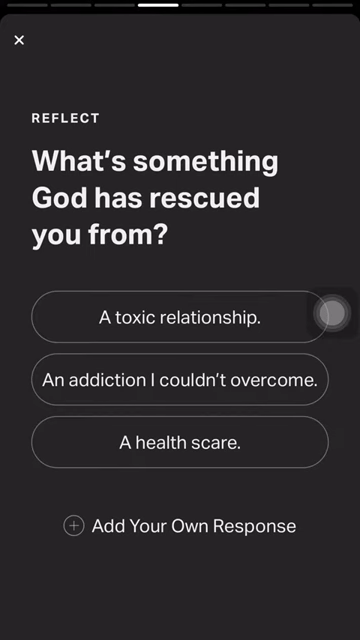 REFLECT
What's something
God has rescued
you from?
A toxic relationship.
An addiction I couldn't overcome.
A health scare.
Add Your Own Response